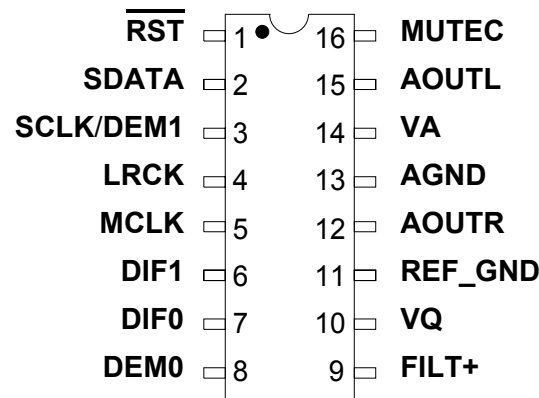 RST 1 16 MUTEC
SDATA 2 15 AOUTL
SCLK/DEM1 3 14 VA
LRCK 4 13 AGND
MCLK 5 12 AOUTR
DIF1 6 11 REF_GND
DIF0 7 10 VQ
DEM0 8 9 FILT+